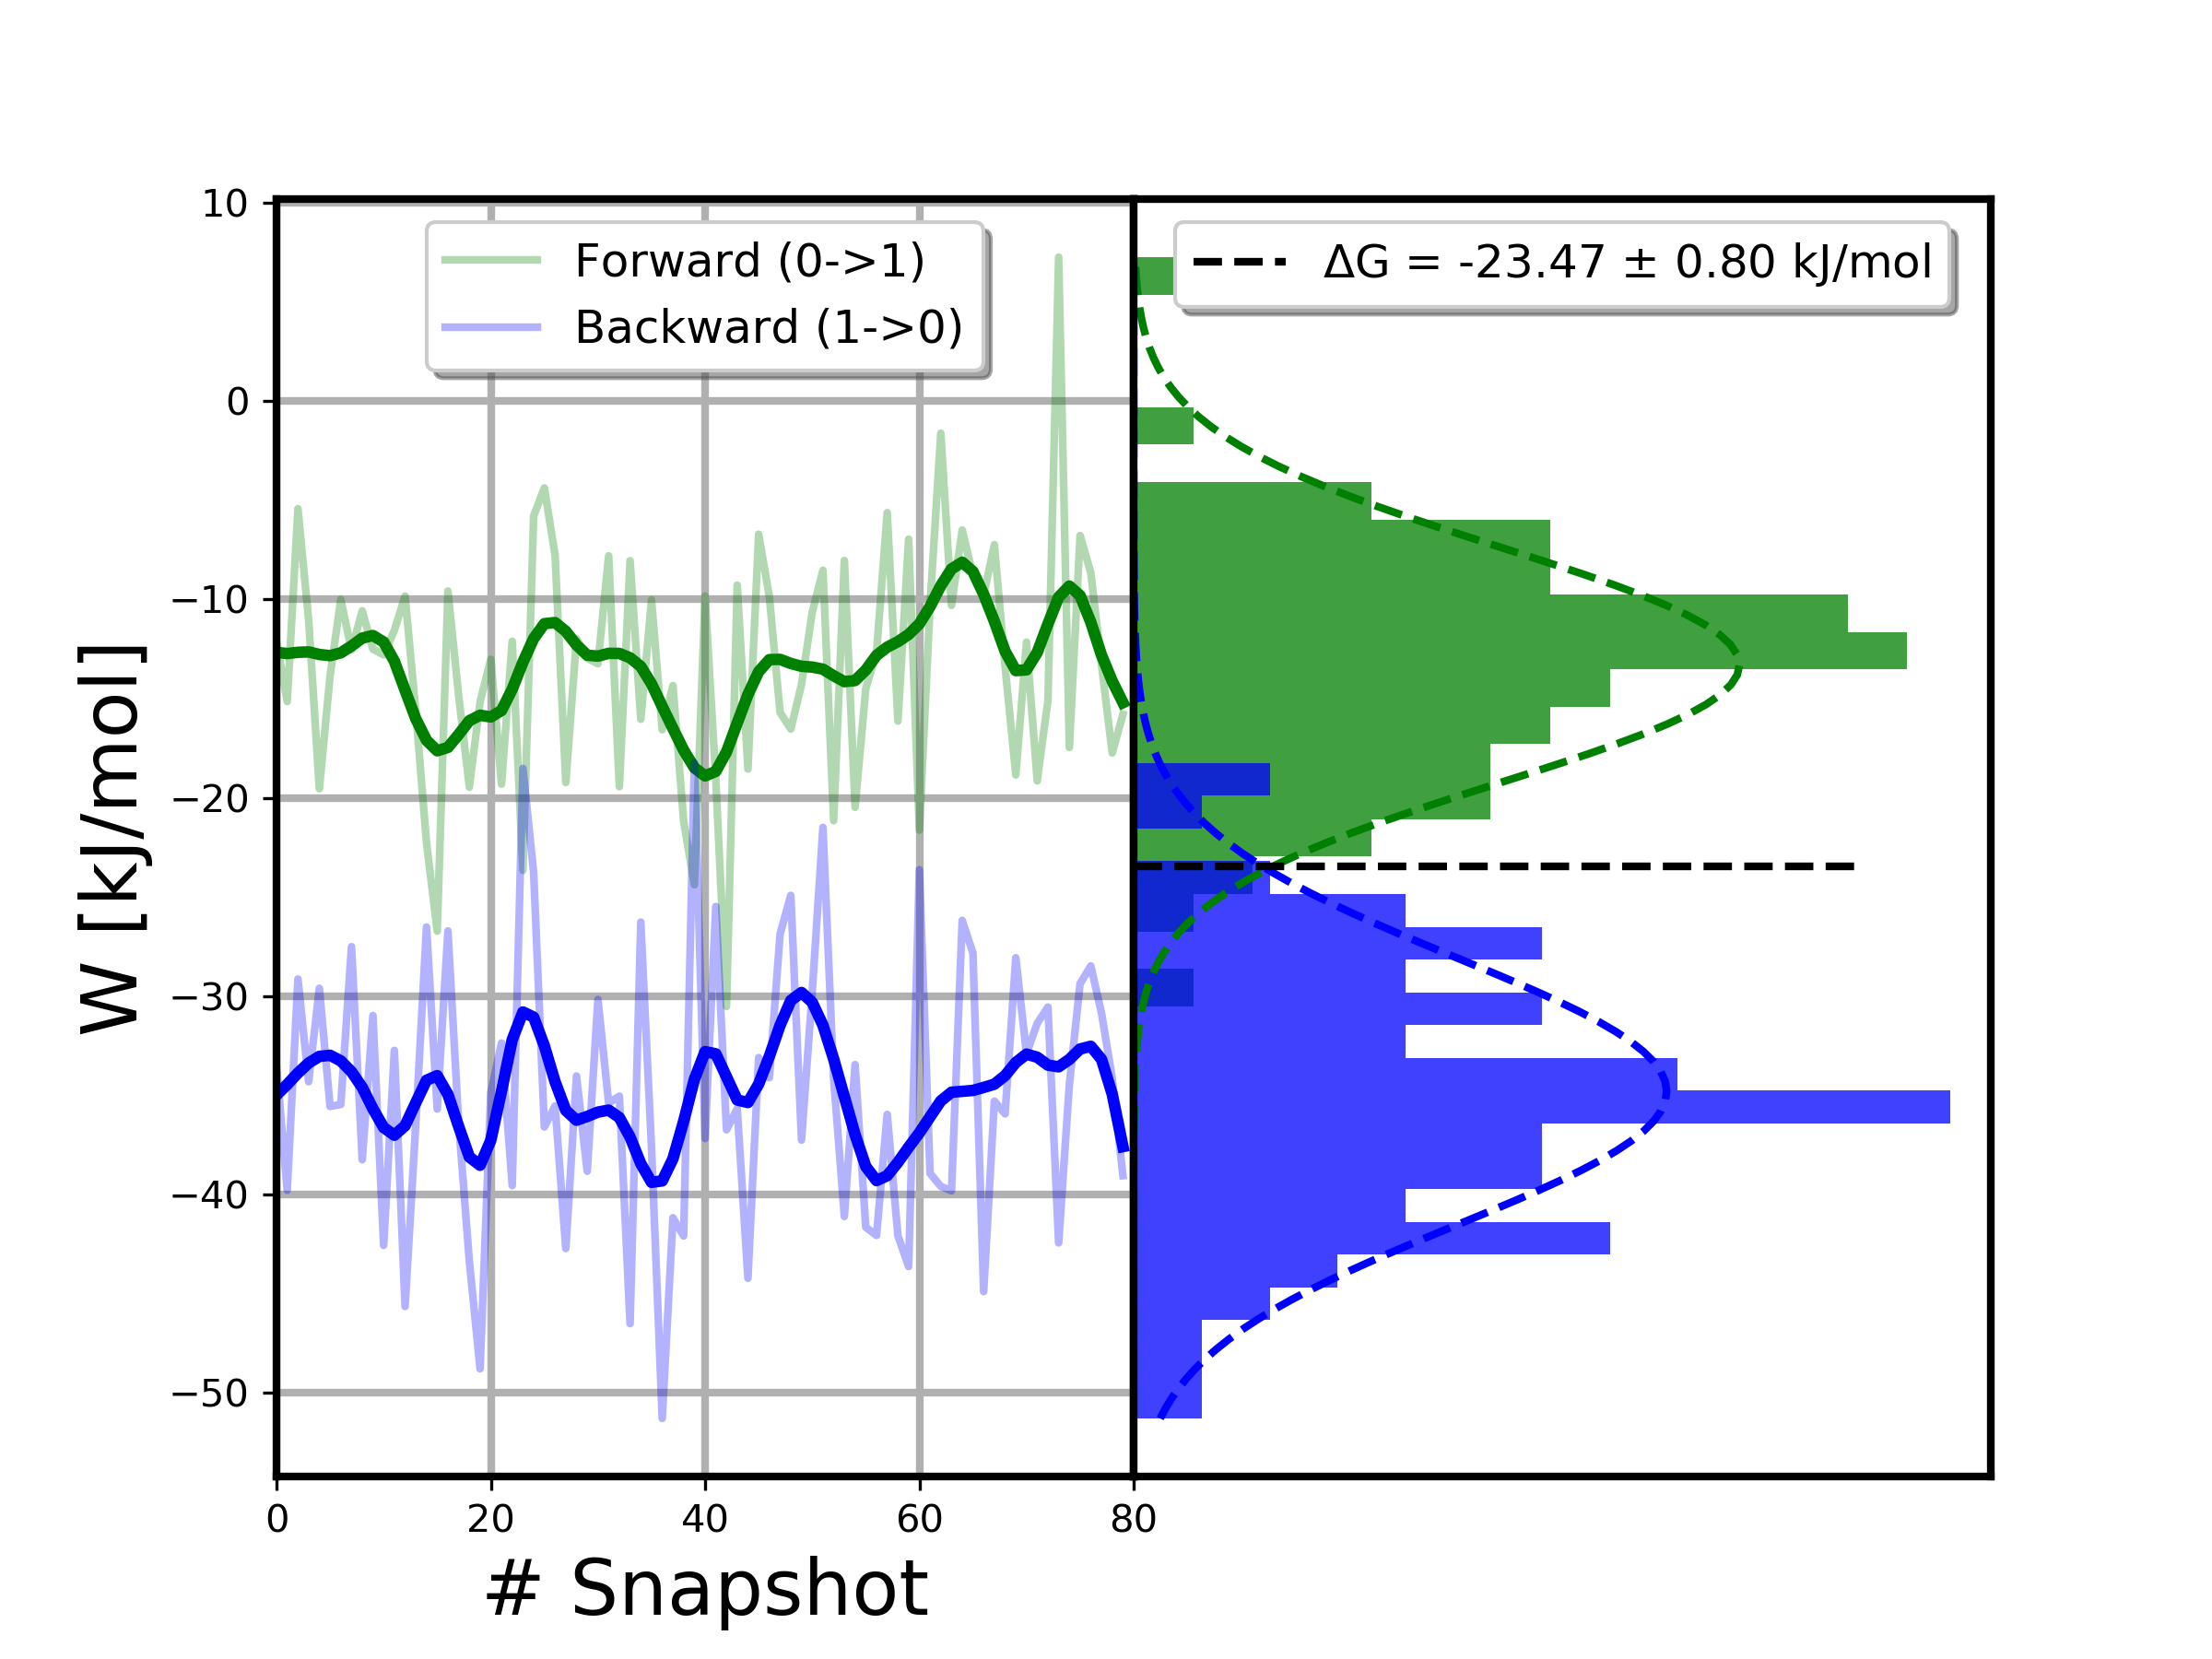 10
0
−10
−20
−30
−40
−50
W [kJ/mol]
Forward (0->1)
Backward (1->0)
ΔG = -23.47 ± 0.80 kJ/mol
0 20 40 60 80
# Snapshot